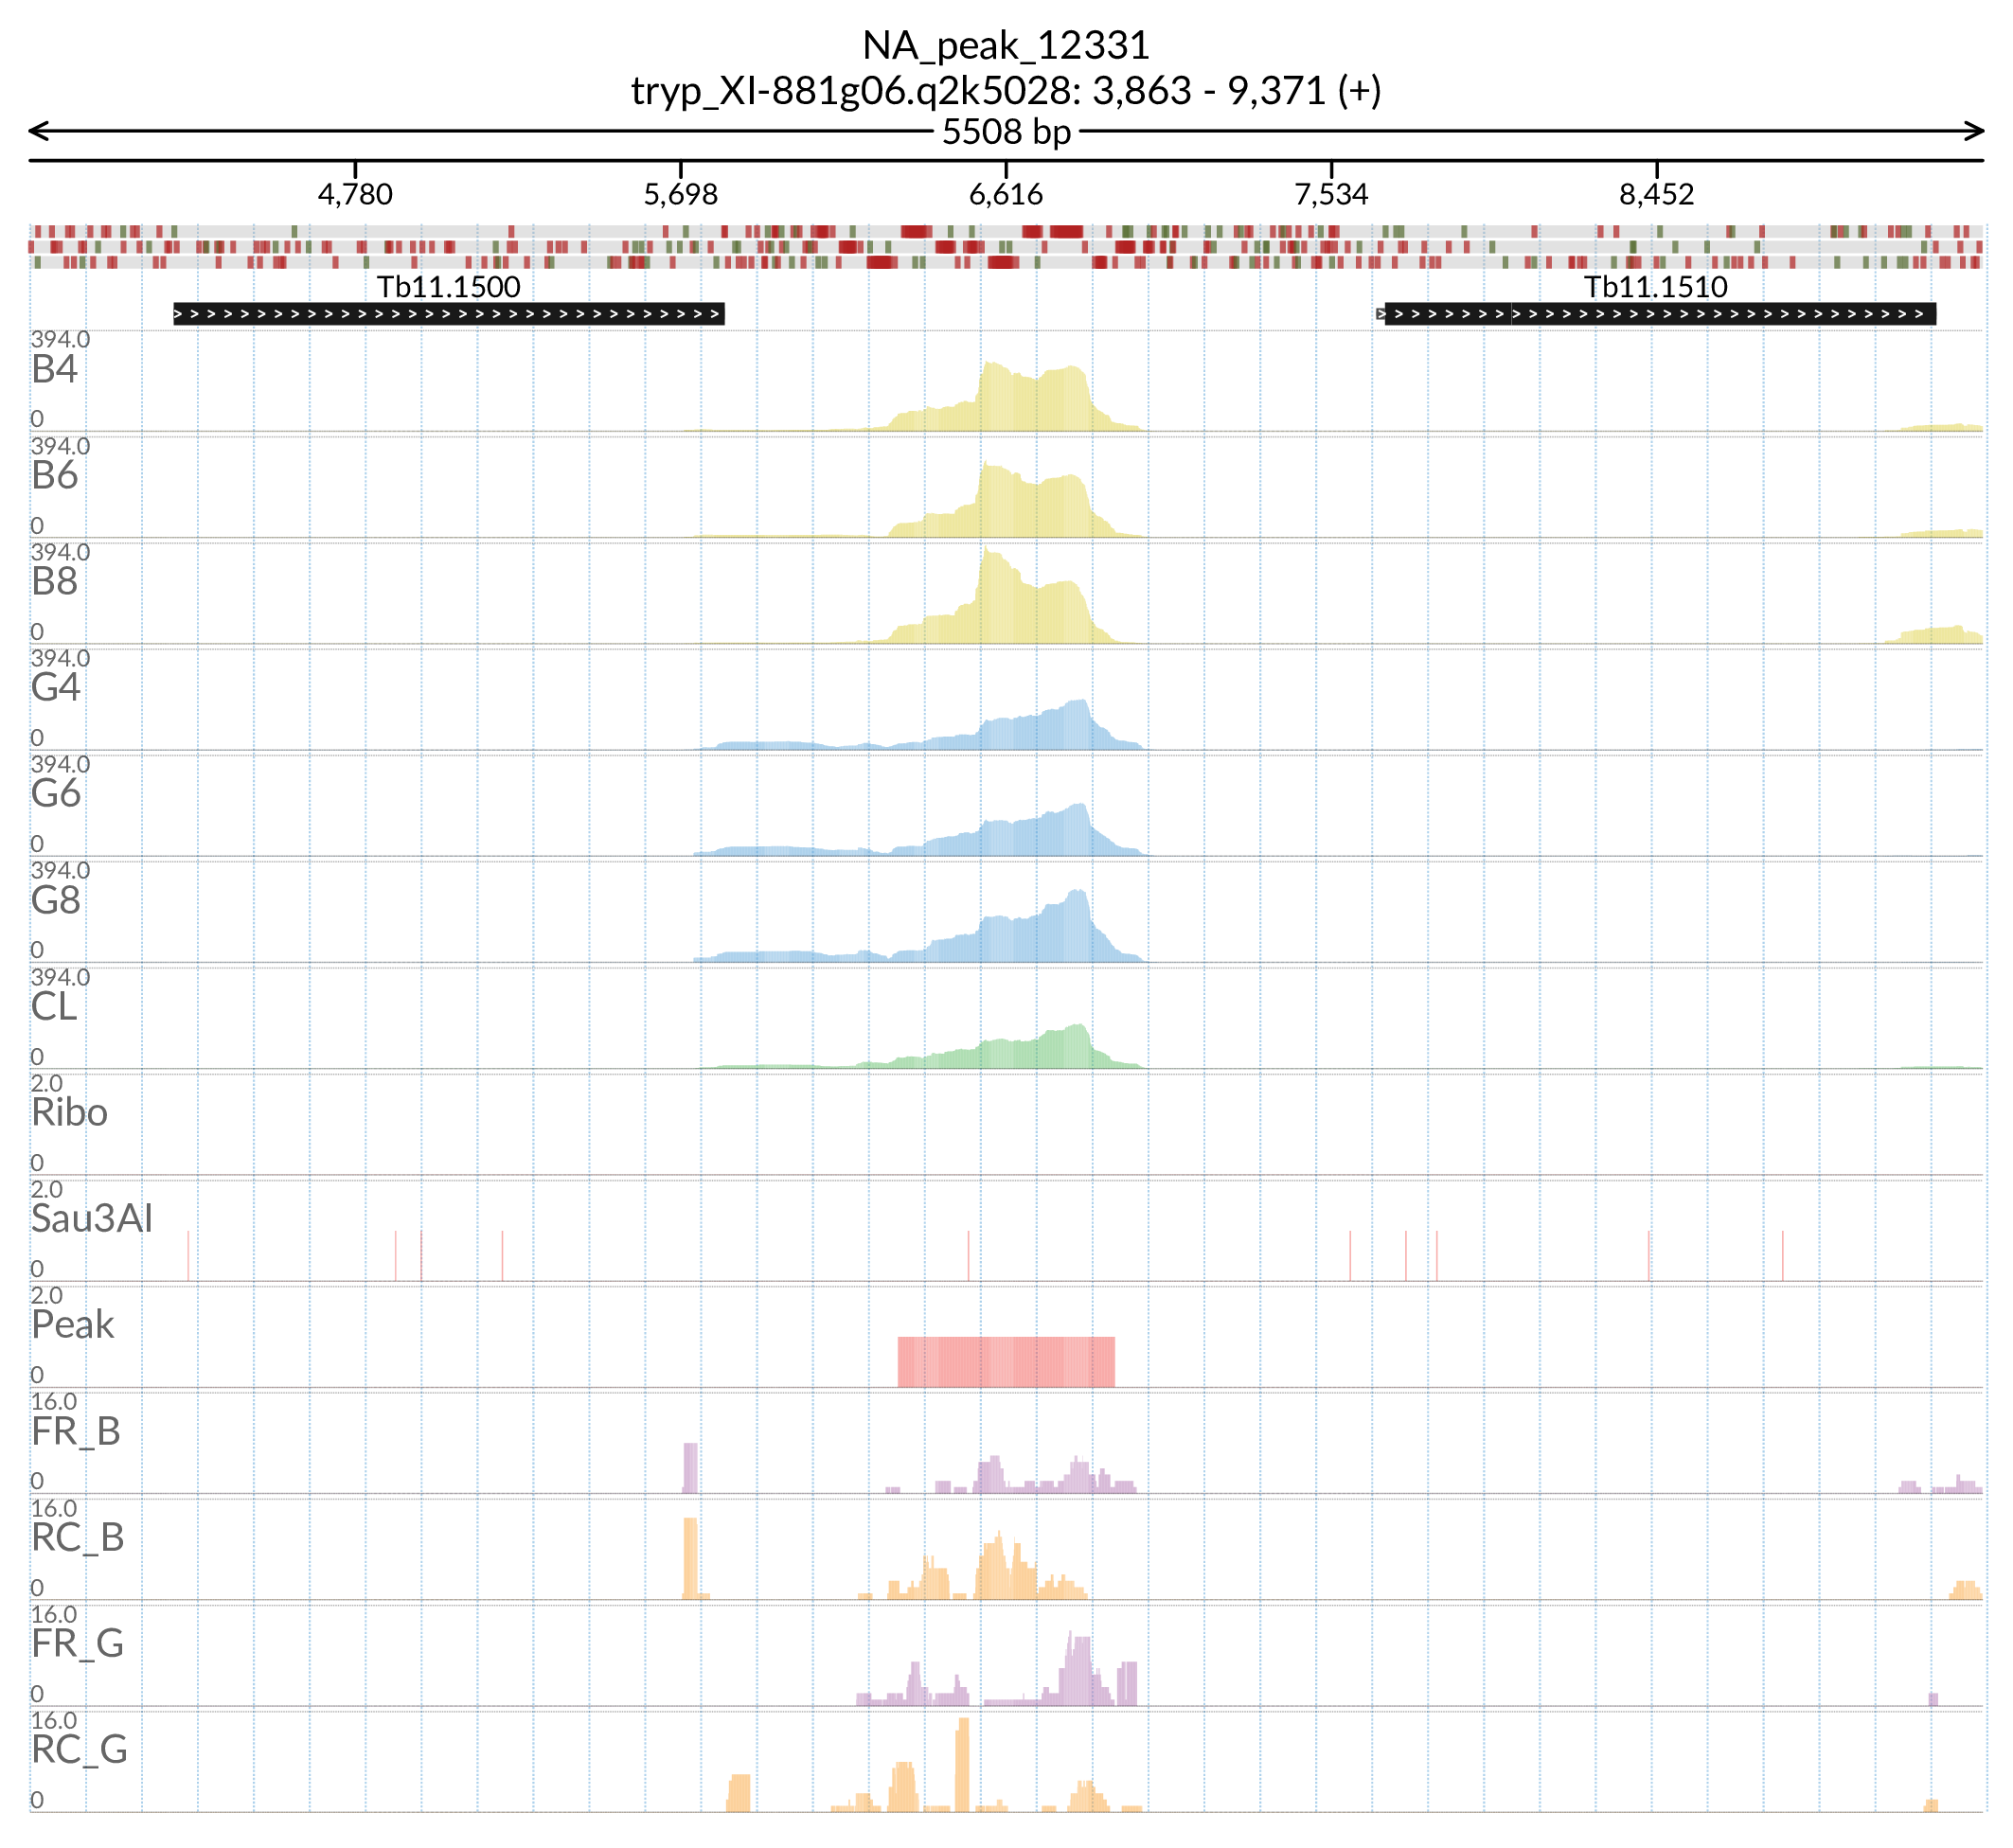 NA_peak_12331
tryp_XI-881g06.q2k5028: 3,863 - 9,371 (+)
5508 bp
4,780 5,698 6,616 7,534 8,452
Tb11.1500 Tb11.1510
394.0
B4
0
394.0
B6
0
394.0
B8
0
394.0
G4
0
394.0
G6
0
394.0
G8
0
394.0
CL
0
2.0
Ribo
0
2.0
Sau3AI
0
2.0
Peak
0
16.0
FR_B
0
16.0
RC_B
0
16.0
FR_G
0
16.0
RC_G
0